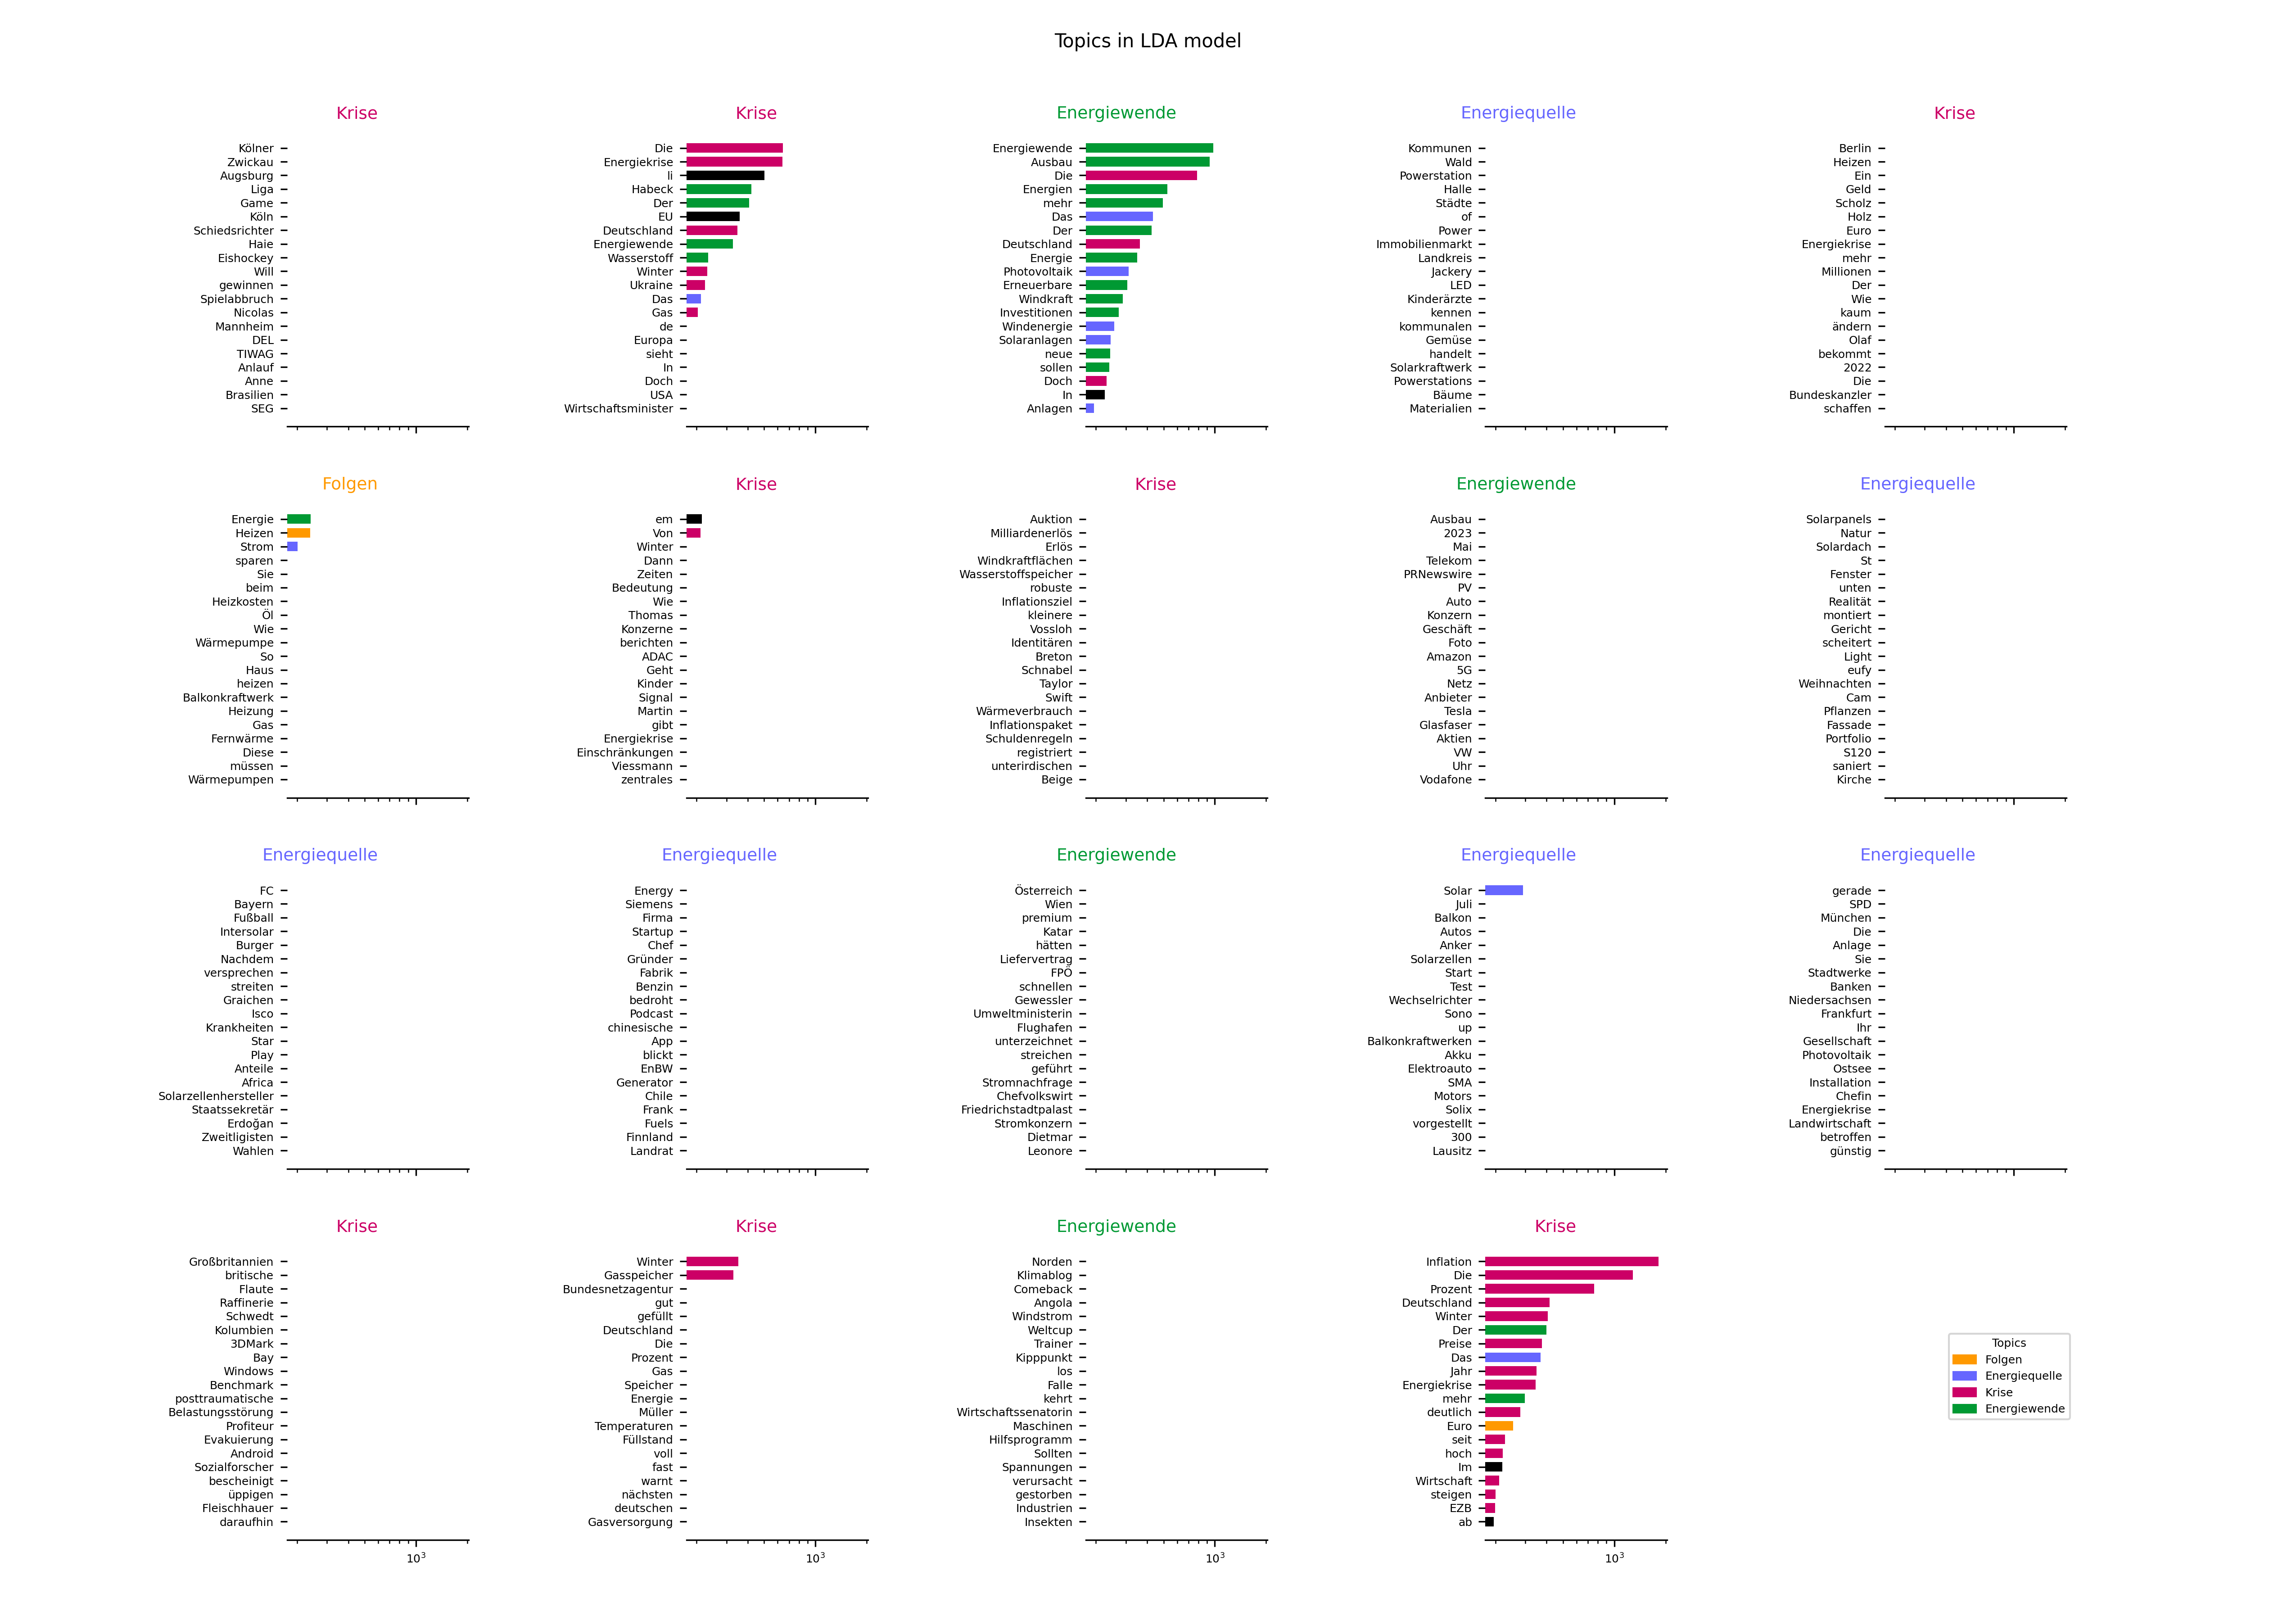 Topics in LDA model
Krise
Kölner
Zwickau
Augsburg
Liga
Game
Köln
Schiedsrichter
Haie
Eishockey
Will
gewinnen
Spielabbruch
Nicolas
Mannheim
DEL
TIWAG
Anlauf
Anne
Brasilien
SEG
Krise
Die
Energiekrise
li
Habeck
Der
EU
Deutschland
Energiewende
Wasserstoff
Winter
Ukraine
Das
Gas
de
Europa
sieht
In
Doch
USA
Wirtschaftsminister
Energiewende
Energiewende
Ausbau
Die
Energien
mehr
Das
Der
Deutschland
Energie
Photovoltaik
Erneuerbare
Windkraft
Investitionen
Windenergie
Solaranlagen
neue
sollen
Doch
In
Anlagen
Energiequelle
Kommunen
Wald
Powerstation
Halle
Städte
of
Power
Immobilienmarkt
Landkreis
Jackery
LED
Kinderärzte
kennen
kommunalen
Gemüse
handelt
Solarkraftwerk
Powerstations
Bäume
Materialien
Krise
Berlin
Heizen
Ein
Geld
Scholz
Holz
Euro
Energiekrise
mehr
Millionen
Der
Wie
kaum
ändern
Olaf
bekommt
2022
Die
Bundeskanzler
schaffen
Folgen
Energie
Heizen
Strom
sparen
Sie
beim
Heizkosten
Öl
Wie
Wärmepumpe
So
Haus
heizen
Balkonkraftwerk
Heizung
Gas
Fernwärme
Diese
müssen
Wärmepumpen
Krise
em
Von
Winter
Dann
Zeiten
Bedeutung
Wie
Thomas
Konzerne
berichten
ADAC
Geht
Kinder
Signal
Martin
gibt
Energiekrise
Einschränkungen
Viessmann
zentrales
Krise
Auktion
Milliardenerlös
Erlös
Windkraftflächen
Wasserstoffspeicher
robuste
Inflationsziel
kleinere
Vossloh
Identitären
Breton
Schnabel
Taylor
Swift
Wärmeverbrauch
Inflationspaket
Schuldenregeln
registriert
unterirdischen
Beige
Energiewende
Ausbau
2023
Mai
Telekom
PRNewswire
PV
Auto
Konzern
Geschäft
Foto
Amazon
5G
Netz
Anbieter
Tesla
Glasfaser
Aktien
VW
Uhr
Vodafone
Energiequelle
Solarpanels
Natur
Solardach
St
Fenster
unten
Realität
montiert
Gericht
scheitert
Light
eufy
Weihnachten
Cam
Pflanzen
Fassade
Portfolio
S120
saniert
Kirche
Energiequelle
FC
Bayern
Fußball
Intersolar
Burger
Nachdem
versprechen
streiten
Graichen
Isco
Krankheiten
Star
Play
Anteile
Africa
Solarzellenhersteller
Staatssekretär
Erdoğan
Zweitligisten
Wahlen
Energiequelle
Energy
Siemens
Firma
Startup
Chef
Gründer
Fabrik
Benzin
bedroht
Podcast
chinesische
App
blickt
EnBW
Generator
Chile
Frank
Fuels
Finnland
Landrat
Energiewende
Österreich
Wien
premium
Katar
hätten
Liefervertrag
FPÖ
schnellen
Gewessler
Umweltministerin
Flughafen
unterzeichnet
streichen
geführt
Stromnachfrage
Chefvolkswirt
Friedrichstadtpalast
Stromkonzern
Dietmar
Leonore
Energiequelle
Solar
Juli
Balkon
Autos
Anker
Solarzellen
Start
Test
Wechselrichter
Sono
up
Balkonkraftwerken
Akku
Elektroauto
SMA
Motors
Solix
vorgestellt
300
Lausitz
Energiequelle
gerade
SPD
München
Die
Anlage
Sie
Stadtwerke
Banken
Niedersachsen
Frankfurt
Ihr
Gesellschaft
Photovoltaik
Ostsee
Installation
Chefin
Energiekrise
Landwirtschaft
betroffen
günstig
Krise
Großbritannien
britische
Flaute
Raffinerie
Schwedt
Kolumbien
3DMark
Bay
Windows
Benchmark
posttraumatische
Belastungsstörung
Profiteur
Evakuierung
Android
Sozialforscher
bescheinigt
üppigen
Fleischhauer
daraufhin
10³
Krise
Winter
Gasspeicher
Bundesnetzagentur
gut
gefüllt
Deutschland
Die
Prozent
Gas
Speicher
Energie
Müller
Temperaturen
Füllstand
voll
fast
warnt
nächsten
deutschen
Gasversorgung
10³
Energiewende
Norden
Klimablog
Comeback
Angola
Windstrom
Weltcup
Trainer
Kipppunkt
los
Falle
kehrt
Wirtschaftssenatorin
Maschinen
Hilfsprogramm
Sollten
Spannungen
verursacht
gestorben
Industrien
Insekten
10³
Krise
Inflation
Die
Prozent
Deutschland
Winter
Der
Preise
Das
Jahr
Energiekrise
mehr
deutlich
Euro
seit
hoch
Im
Wirtschaft
steigen
EZB
ab
10³
Topics
Folgen
Energiequelle
Krise
Energiewende